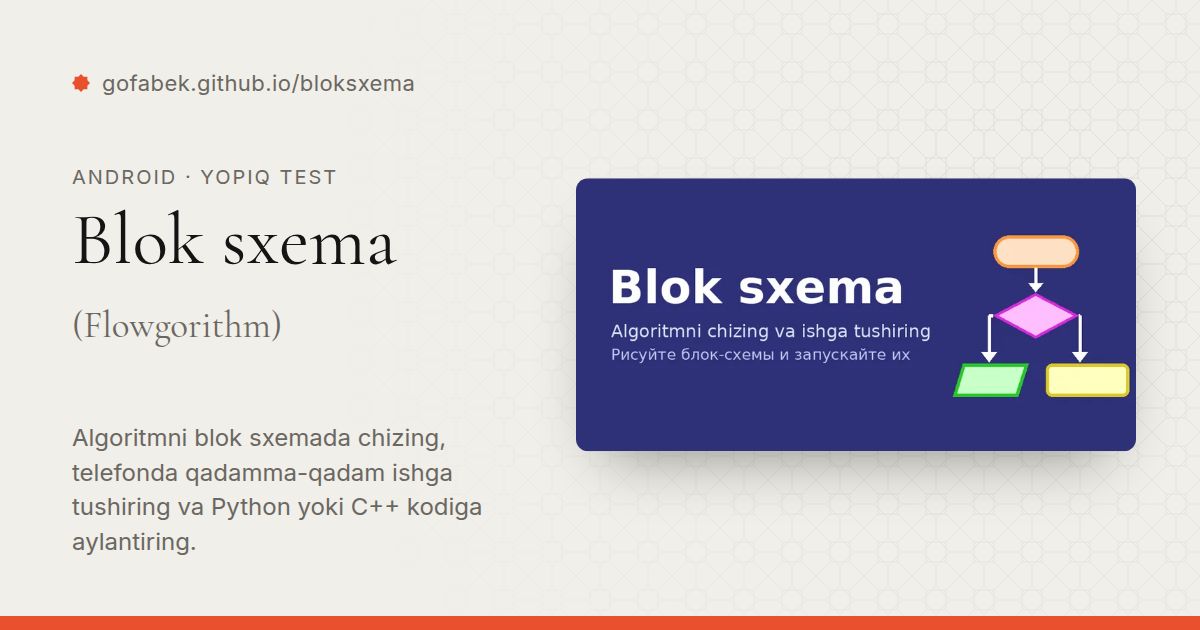 gofabek.github.io/bloksxema
ANDROID · YOPIQ TEST
Blok sxema
(Flowgorithm)
Algoritmni blok sxemada chizing,
telefonda qadamma-qadam ishga
tushiring va Python yoki C++ kodiga
aylantiring.
Blok sxema
Algoritmni chizing va ishga tushiring
Рисуйте блок-схемы и запускайте их